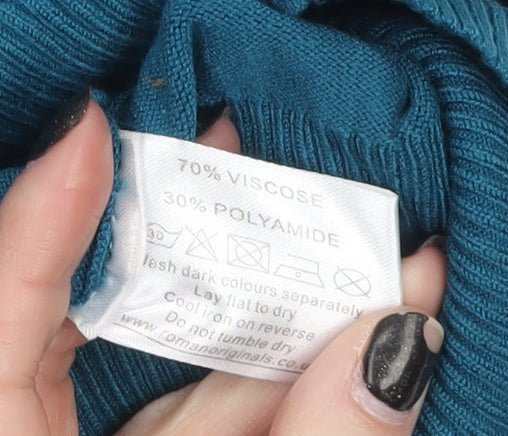 70% VISCOSE
30% POLYAMIDE
30
Wash dark colours separately
Lay flat to dry
Cool iron on reverse
Do not tumble dry
www.romanoriginals.co.u